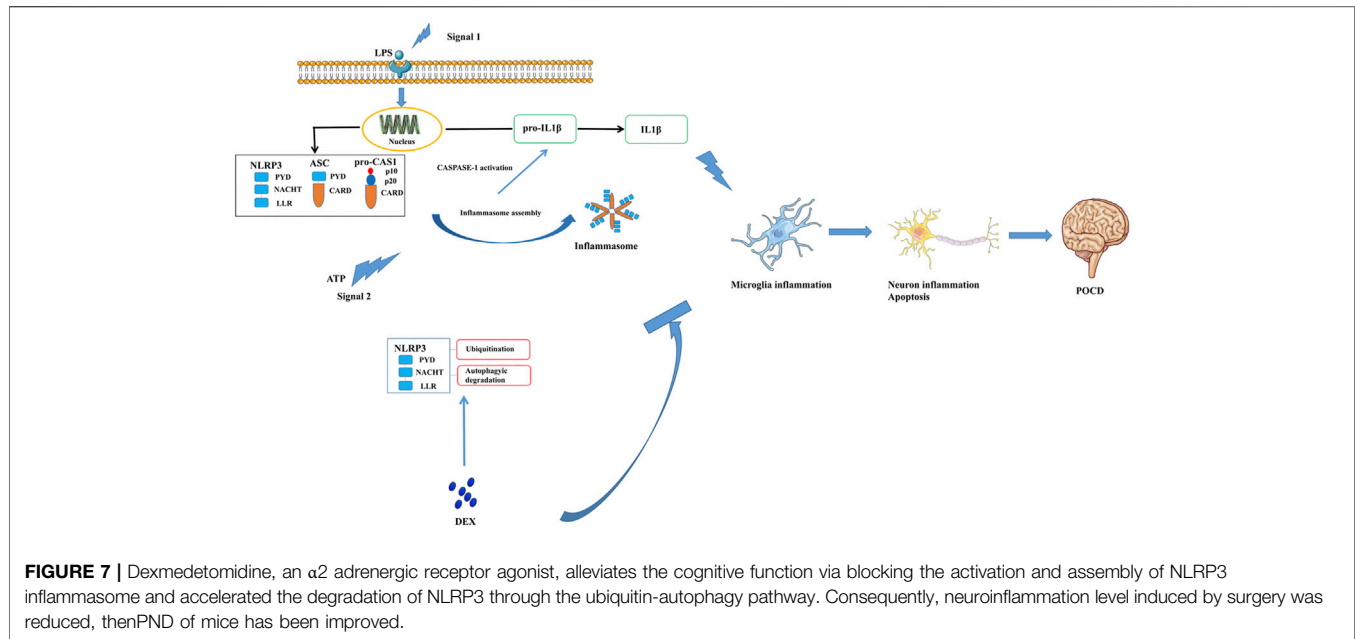 Signal 1
LPS
Nucleus
pro-IL1β
IL1β
CASPASE-1 activation
NLRP3
PYD
NACHT
LLR
ASC
PYD
CARD
pro-CAS1
p10
p20
CARD
Inflammasome assembly
Inflammasome
ATP
Signal 2
Microglia inflammation
Neuron inflammation
Apoptosis
POCD
NLRP3
PYD
NACHT
LLR
Ubiquitination
Autophagyic
degradation
DEX
FIGURE 7 | Dexmedetomidine, an α2 adrenergic receptor agonist, alleviates the cognitive function via blocking the activation and assembly of NLRP3
inflammasome and accelerated the degradation of NLRP3 through the ubiquitin-autophagy pathway. Consequently, neuroinflammation level induced by surgery was
reduced, thenPND of mice has been improved.